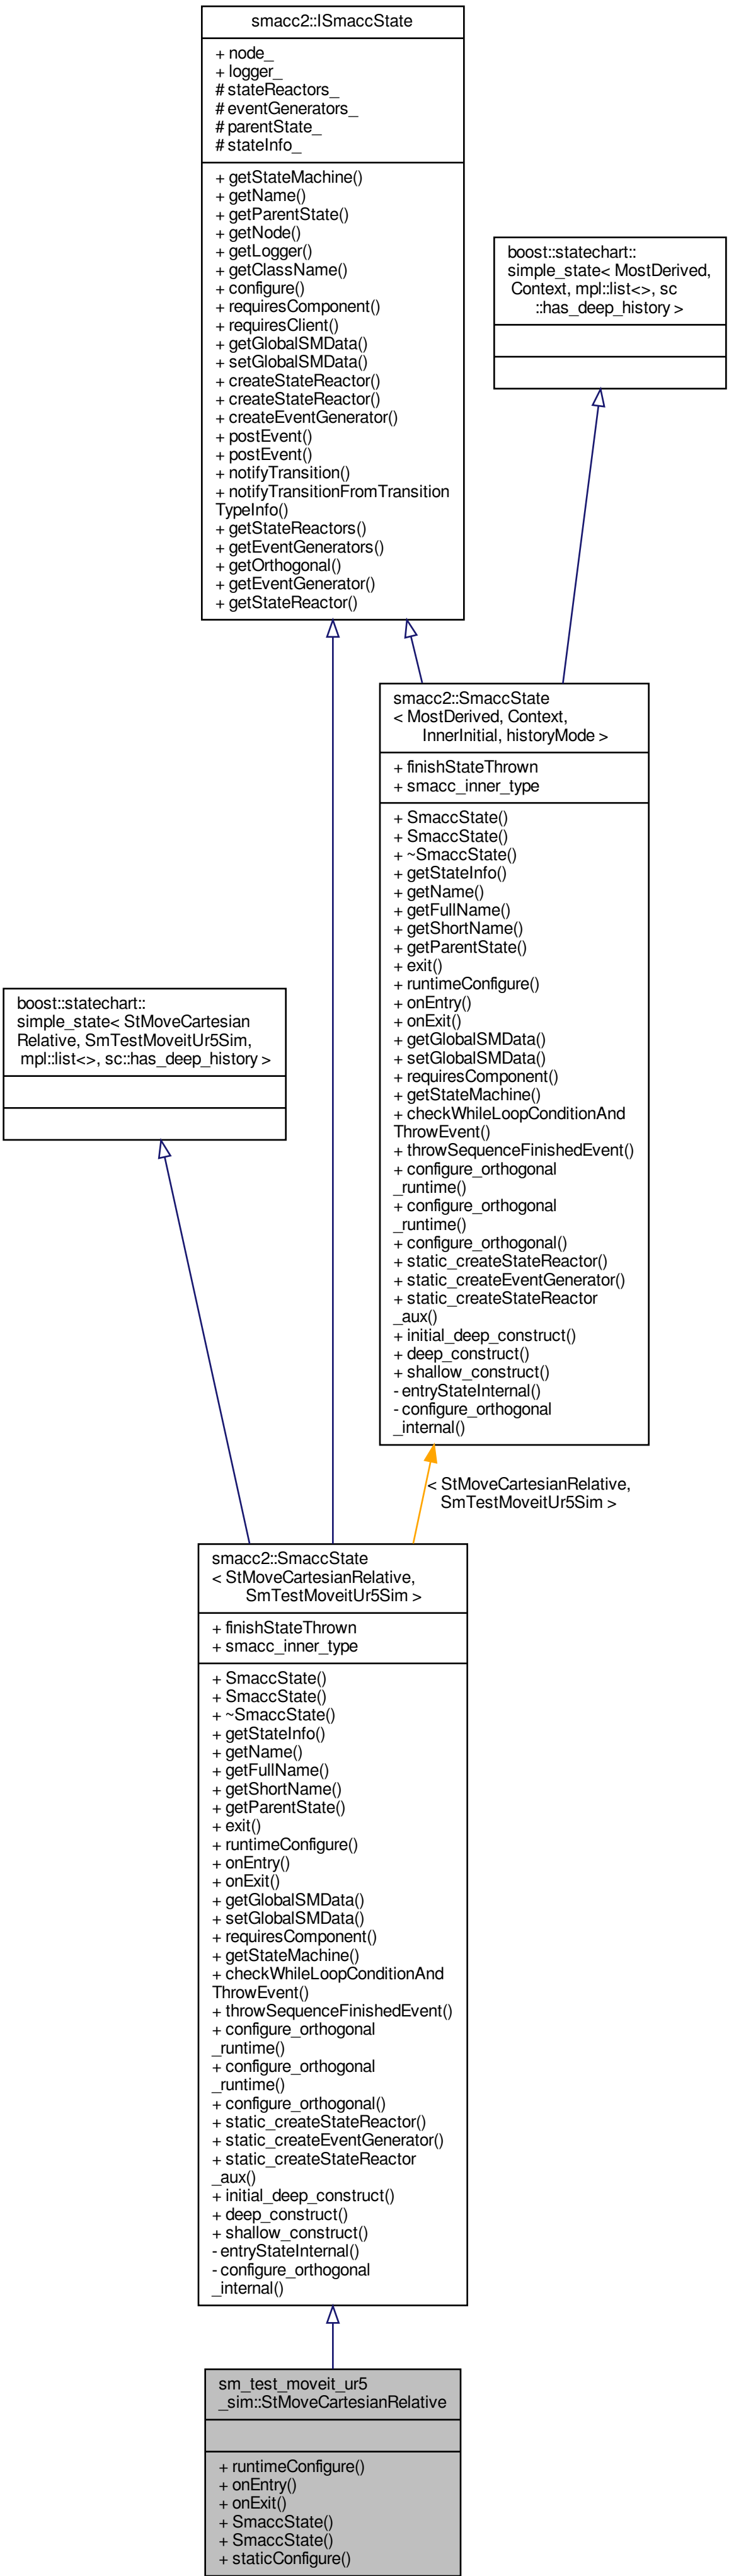 smacc2::ISmaccState
+ node_
+ logger_
# stateReactors_
# eventGenerators_
# parentState_
# stateInfo_
+ getStateMachine()
+ getName()
+ getParentState()
+ getNode()
+ getLogger()
+ getClassName()
+ configure()
+ requiresComponent()
+ requiresClient()
+ getGlobalSMData()
+ setGlobalSMData()
+ createStateReactor()
+ createStateReactor()
+ createEventGenerator()
+ postEvent()
+ postEvent()
+ notifyTransition()
+ notifyTransitionFromTransition
TypeInfo()
+ getStateReactors()
+ getEventGenerators()
+ getOrthogonal()
+ getEventGenerator()
+ getStateReactor()
boost::statechart::
simple_state< MostDerived,
Context, mpl::list<>, sc
::has_deep_history >
smacc2::SmaccState
< MostDerived, Context,
InnerInitial, historyMode >
+ finishStateThrown
+ smacc_inner_type
+ SmaccState()
+ SmaccState()
+ ~SmaccState()
+ getStateInfo()
+ getName()
+ getFullName()
+ getShortName()
+ getParentState()
+ exit()
+ runtimeConfigure()
+ onEntry()
+ onExit()
+ getGlobalSMData()
+ setGlobalSMData()
+ requiresComponent()
+ getStateMachine()
+ checkWhileLoopConditionAnd
ThrowEvent()
+ throwSequenceFinishedEvent()
+ configure_orthogonal
_runtime()
+ configure_orthogonal
_runtime()
+ configure_orthogonal()
+ static_createStateReactor()
+ static_createEventGenerator()
+ static_createStateReactor
_aux()
+ initial_deep_construct()
+ deep_construct()
+ shallow_construct()
- entryStateInternal()
- configure_orthogonal
_internal()
boost::statechart::
simple_state< StMoveCartesian
Relative, SmTestMoveitUr5Sim,
mpl::list<>, sc::has_deep_history >
< StMoveCartesianRelative,
SmTestMoveitUr5Sim >
smacc2::SmaccState
< StMoveCartesianRelative,
SmTestMoveitUr5Sim >
+ finishStateThrown
+ smacc_inner_type
+ SmaccState()
+ SmaccState()
+ ~SmaccState()
+ getStateInfo()
+ getName()
+ getFullName()
+ getShortName()
+ getParentState()
+ exit()
+ runtimeConfigure()
+ onEntry()
+ onExit()
+ getGlobalSMData()
+ setGlobalSMData()
+ requiresComponent()
+ getStateMachine()
+ checkWhileLoopConditionAnd
ThrowEvent()
+ throwSequenceFinishedEvent()
+ configure_orthogonal
_runtime()
+ configure_orthogonal
_runtime()
+ configure_orthogonal()
+ static_createStateReactor()
+ static_createEventGenerator()
+ static_createStateReactor
_aux()
+ initial_deep_construct()
+ deep_construct()
+ shallow_construct()
- entryStateInternal()
- configure_orthogonal
_internal()
sm_test_moveit_ur5
_sim::StMoveCartesianRelative
+ runtimeConfigure()
+ onEntry()
+ onExit()
+ SmaccState()
+ SmaccState()
+ staticConfigure()